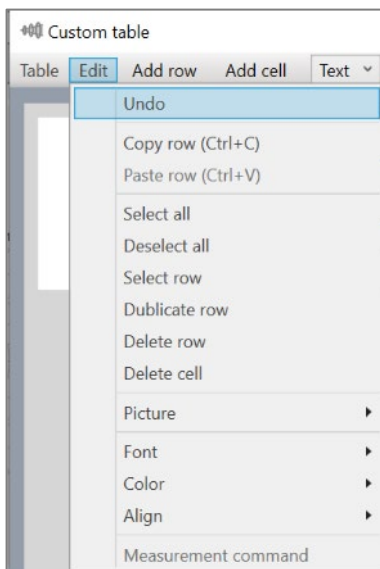 Custom table
Table Edit Add row Add cell Text
Undo
Copy row (Ctrl+C)
Paste row (Ctrl+V)
Select all
Deselect all
Select row
Dublicate row
Delete row
Delete cell
Picture
Font
Color
Align
Measurement command